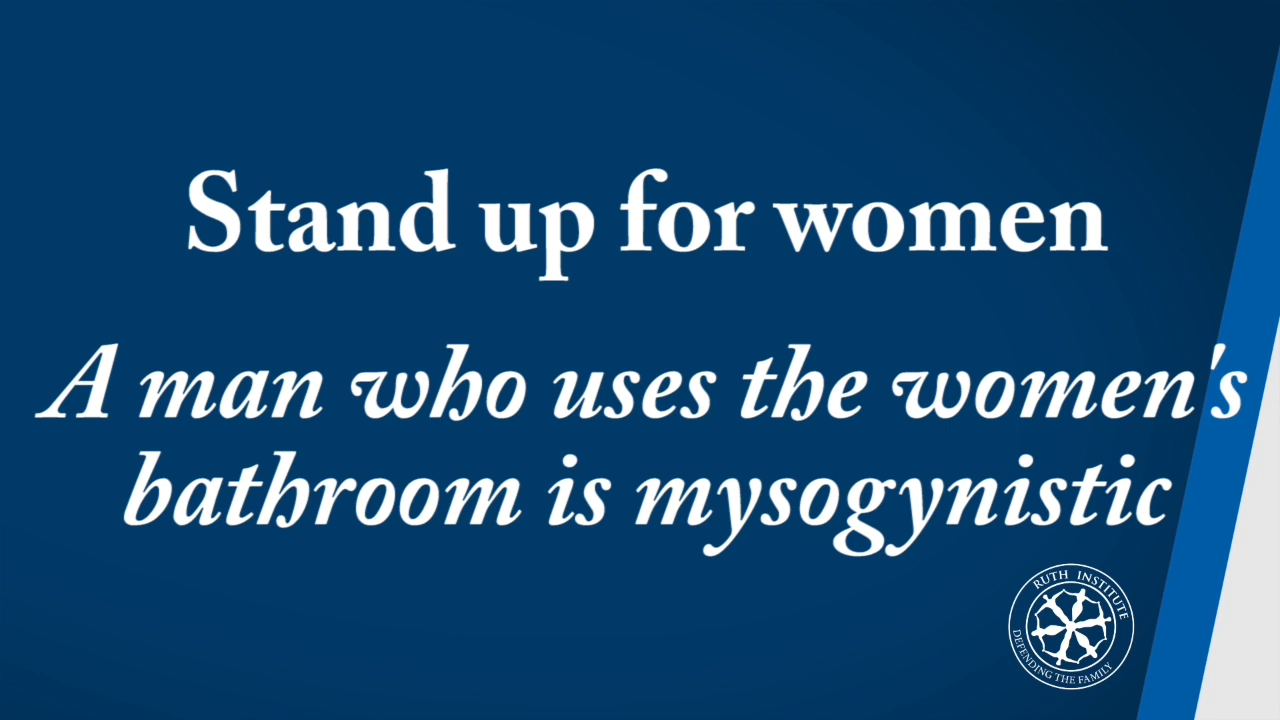 Stand up for women
A man who uses the women's
bathroom is mysogynistic
RUTH INSTITUTE
DEFENDING THE FAMILY